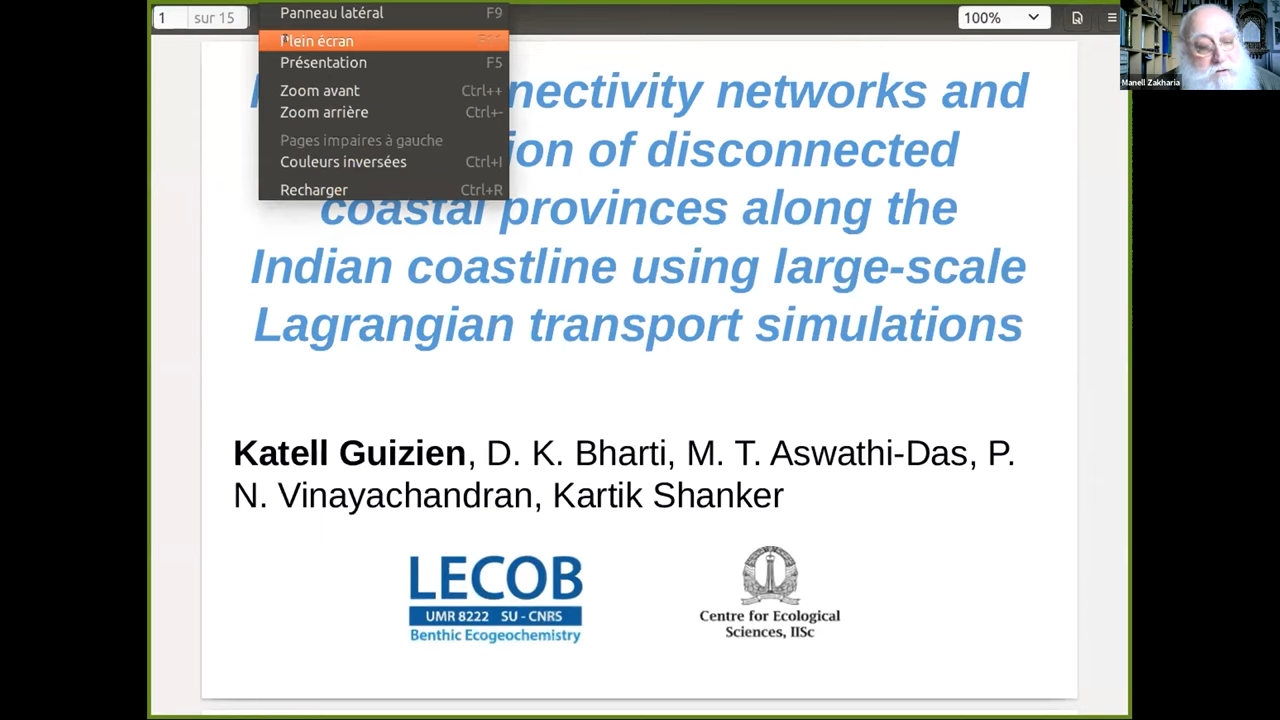 1 sur 15
100%
Panneau latéral F9
Plein écran F11
Présentation F5
Zoom avant Ctrl++
Zoom arrière Ctrl+-
Pages impaires à gauche
Couleurs inversées Ctrl+I
Recharger Ctrl+R
nectivity networks and
ion of disconnected
coastal provinces along the
Indian coastline using large-scale
Lagrangian transport simulations
Katell Guizien, D. K. Bharti, M. T. Aswathi-Das, P.
N. Vinayachandran, Kartik Shanker
LECOB
UMR 8222 SU - CNRS
Benthic Ecogeochemistry
Centre for Ecological
Sciences, IISc
Manell Zakharia